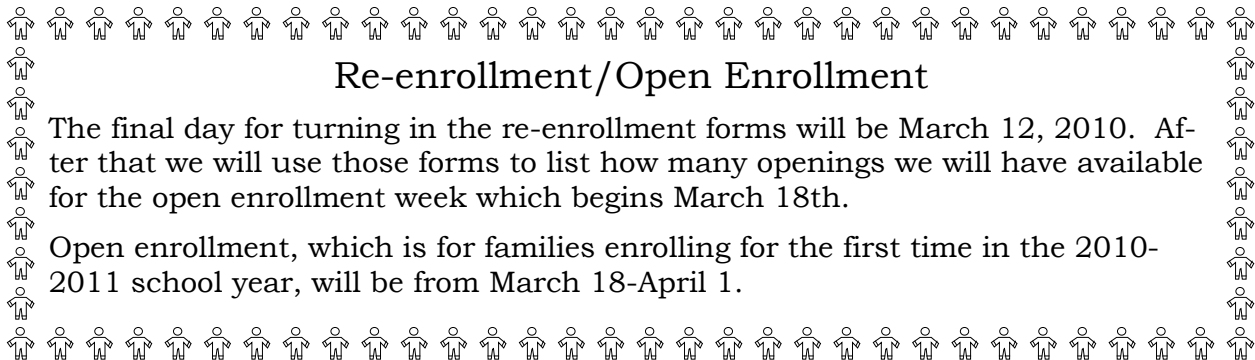 Re-enrollment/Open Enrollment
The final day for turning in the re-enrollment forms will be March 12, 2010.  Af-
ter that we will use those forms to list how many openings we will have available
for the open enrollment week which begins March 18th.
Open enrollment, which is for families enrolling for the first time in the 2010-
2011 school year, will be from March 18-April 1.